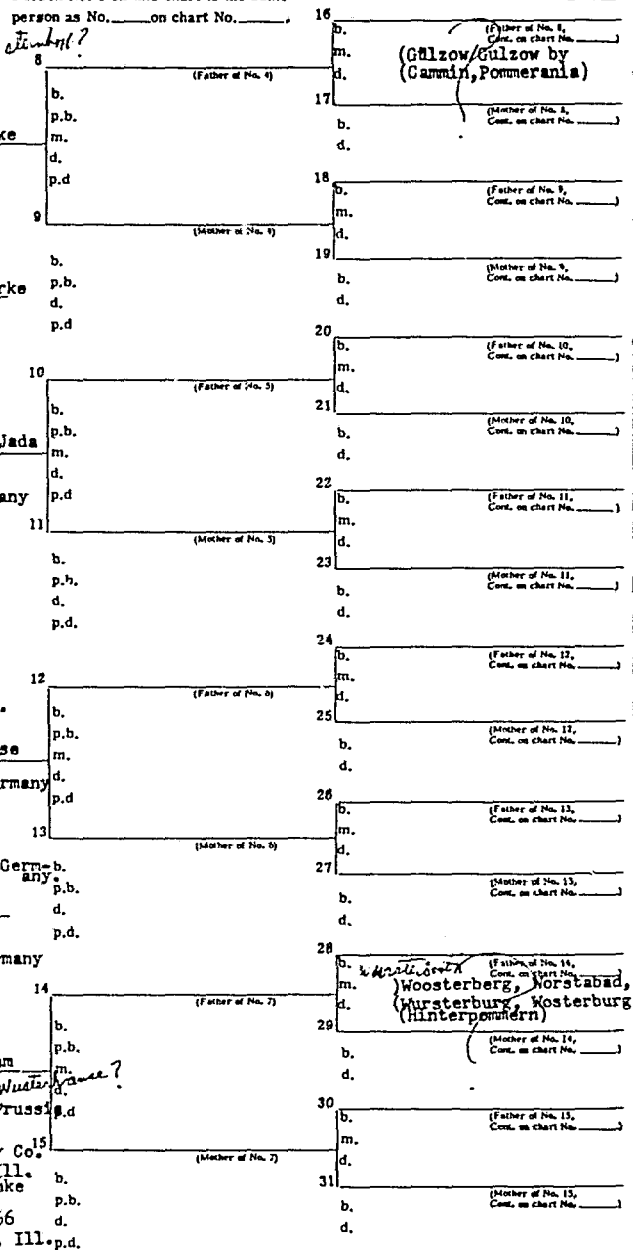 person as No. on chart No. .
8
(Father of No. 4)
b.
p.b.
ke m.
d.
p.d
9
(Mother of No. 4)
b.
rke p.b.
d.
p.d
10
(Father of No. 5)
b.
p.b.
Jada m.
d.
any p.d
11
(Mother of No. 5)
b.
p.b.
d.
p.d.
12
(Father of No. 6)
b.
p.b.
se m.
rmany d.
p.d
13
(Mother of No. 6)
Germ- b.
any. p.b.
d.
p.d.
many
14
(Father of No. 7)
b.
p.b.
m m.
Wusterhause? d.
Prussia p.d
15
(Mother of No. 7)
Co.
Ill. b.
ke p.b.
66 d.
, Ill. p.d.
16
b. (Father of No. 8,
Cont. on chart No. )
m. (Gülzow/Gulzow by
d. (Cammin, Pommerania)
17
(Mother of No. 8,
Cont. on chart No. )
b.
d.
?
18
b. (Father of No. 9,
Cont. on chart No. )
m.
d.
19
(Mother of No. 9,
Cont. on chart No. )
b.
d.
20
b. (Father of No. 10,
Cont. on chart No. )
m.
d.
21
(Mother of No. 10,
Cont. on chart No. )
b.
d.
22
b. (Father of No. 11,
Cont. on chart No. )
m.
d.
23
(Mother of No. 11,
Cont. on chart No. )
b.
d.
24
b. (Father of No. 12,
Cont. on chart No. )
m.
d.
25
(Mother of No. 12,
Cont. on chart No. )
b.
d.
26
b. (Father of No. 13,
Cont. on chart No. )
m.
d.
27
(Mother of No. 13,
Cont. on chart No. )
b.
d.
28
b. (Father of No. 14,
Cont. on chart No. )
m. )Woosterberg, Norstabad,
d. (Wursterburg, Wosterburg
(Hinterpommern)
29
(Mother of No. 14,
Cont. on chart No. )
b.
d.
30
b. (Father of No. 15,
Cont. on chart No. )
m.
d.
31
(Mother of No. 15,
Cont. on chart No. )
b.
d.